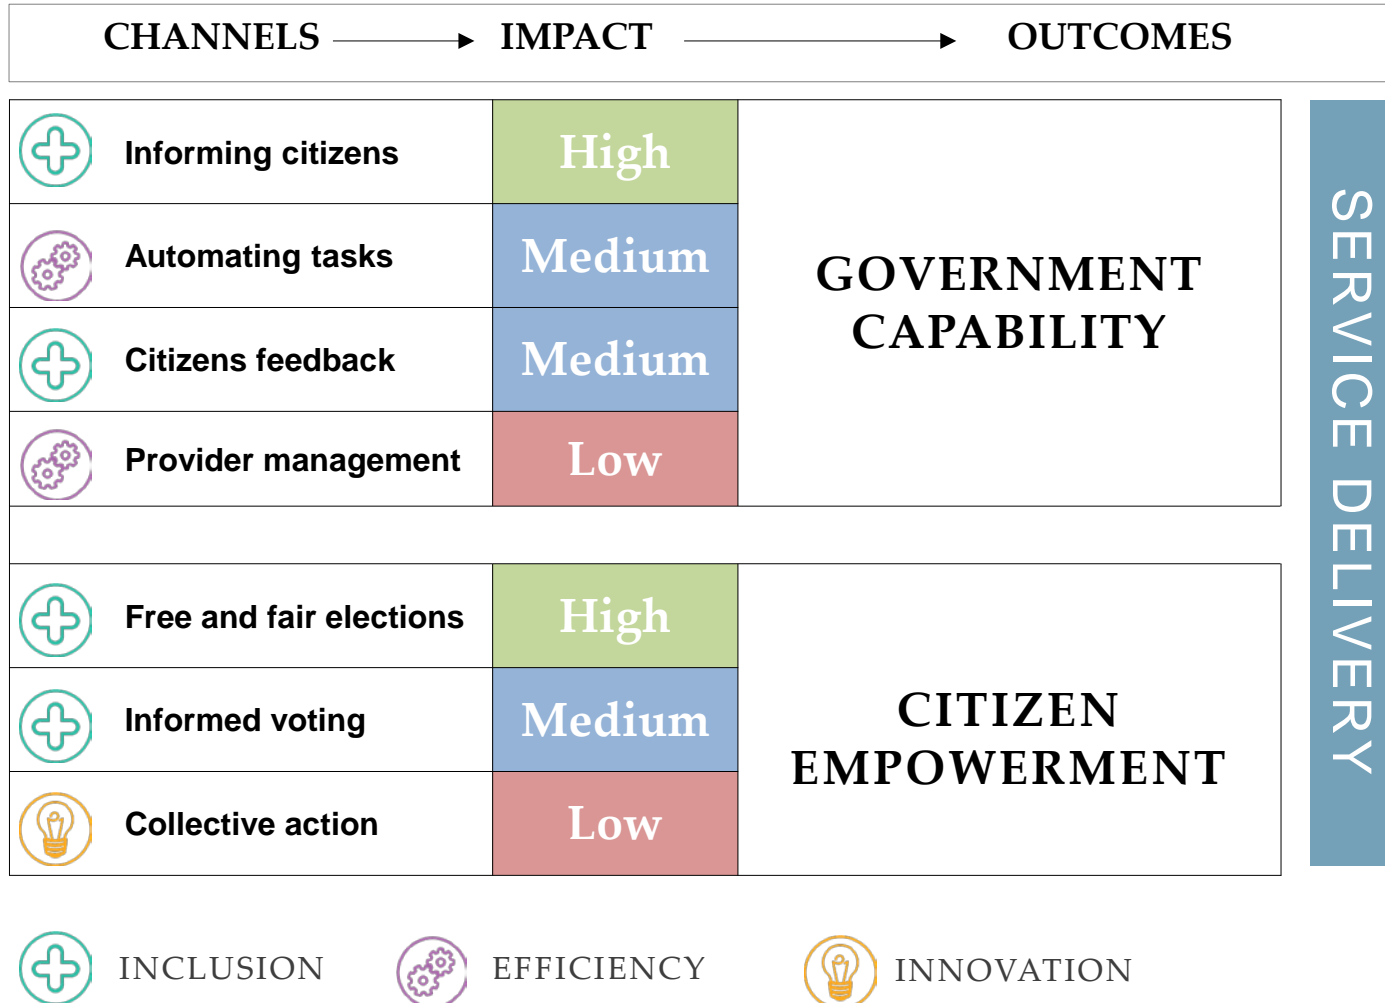 CHANNELS IMPACT OUTCOMES
Informing citizens High
Automating tasks Medium
Citizens feedback Medium
Provider management Low
GOVERNMENT
CAPABILITY
Free and fair elections High
Informed voting Medium
Collective action Low
CITIZEN
EMPOWERMENT
SERVICE DELIVERY
INCLUSION EFFICIENCY INNOVATION